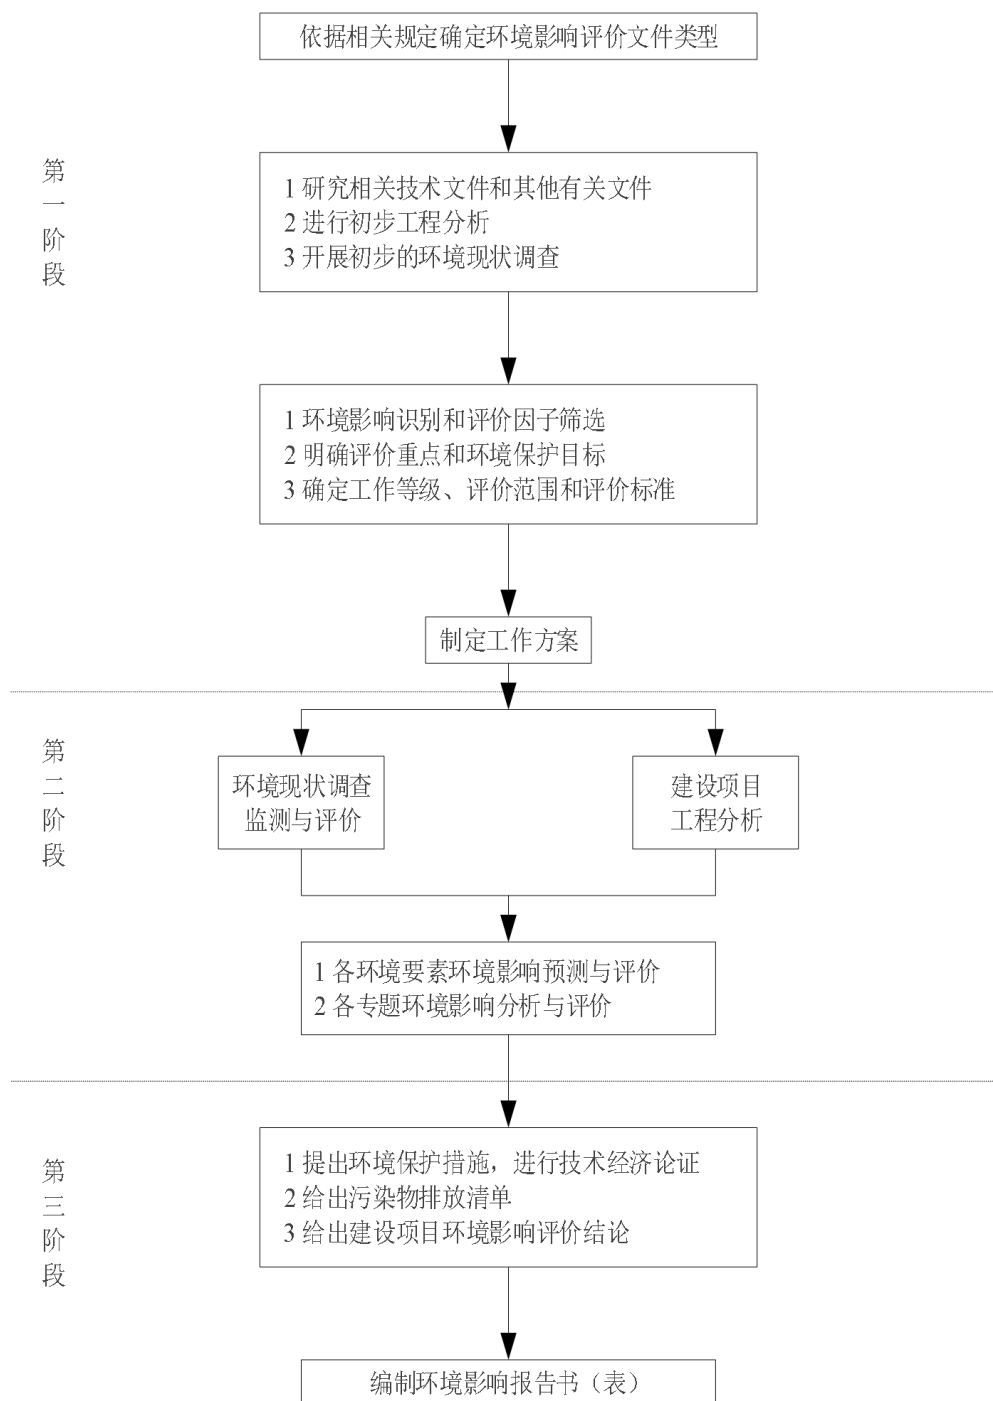 依据相关规定确定环境影响评价文件类型
第一阶段
1 研究相关技术文件和其他有关文件
2 进行初步工程分析
3 开展初步的环境现状调查
1 环境影响识别和评价因子筛选
2 明确评价重点和环境保护目标
3 确定工作等级、评价范围和评价标准
制定工作方案
第二阶段
环境现状调查
监测与评价
建设项目
工程分析
1 各环境要素环境影响预测与评价
2 各专题环境影响分析与评价
第三阶段
1 提出环境保护措施，进行技术经济论证
2 给出污染物排放清单
3 给出建设项目环境影响评价结论
编制环境影响报告书（表）